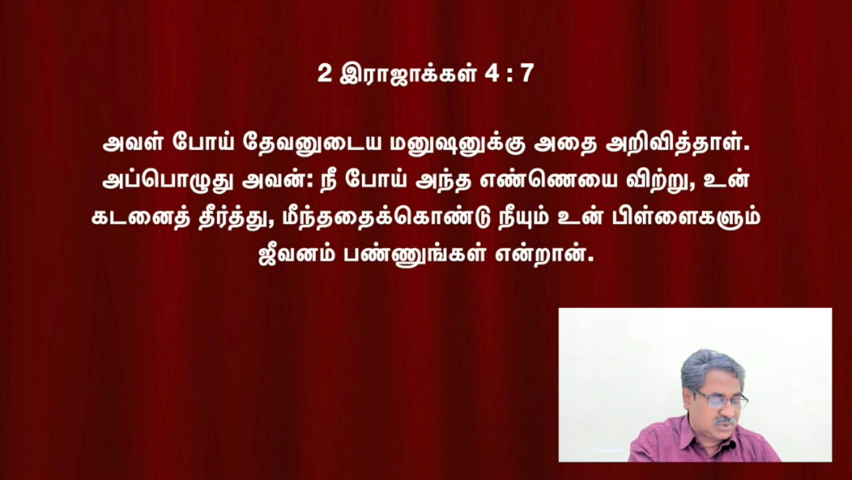 2 இராஜாக்கள் 4 : 7
அவள் போய் தேவனுடைய மனுஷனுக்கு அதை அறிவித்தாள்.
அப்பொழுது அவன்: நீ போய் அந்த எண்ணெயை விற்று, உன்
கடனைத் தீர்த்து, மீந்ததைக்கொண்டு நீயும் உன் பிள்ளைகளும்
ஜீவனம் பண்ணுங்கள் என்றான்.